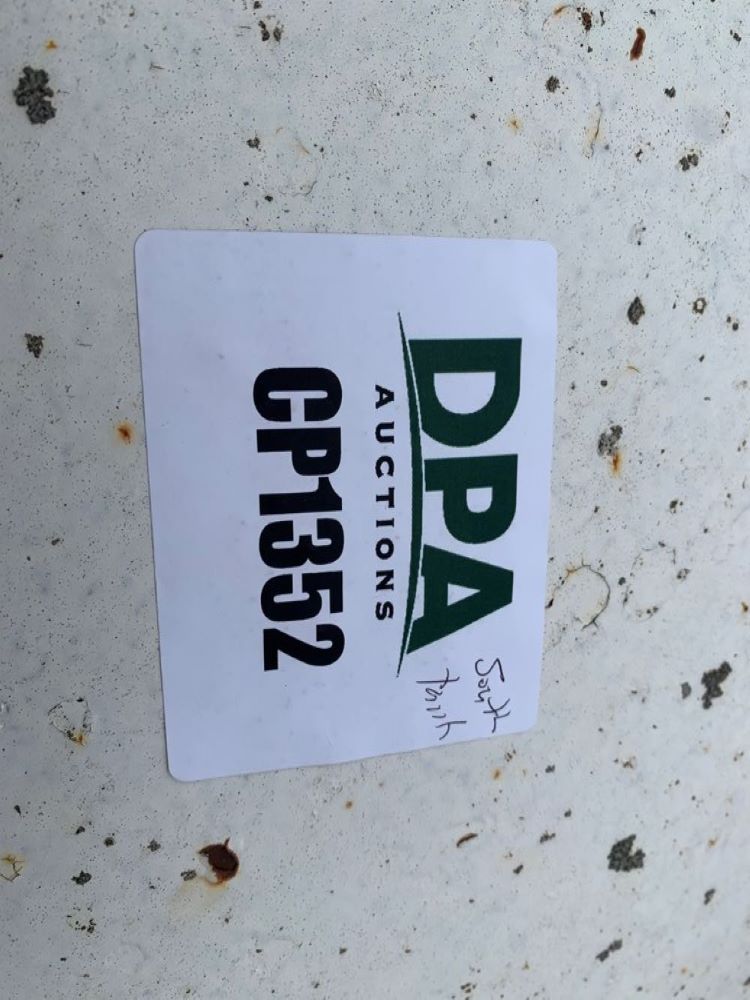 DPA
AUCTIONS
CP1352
South
Tank